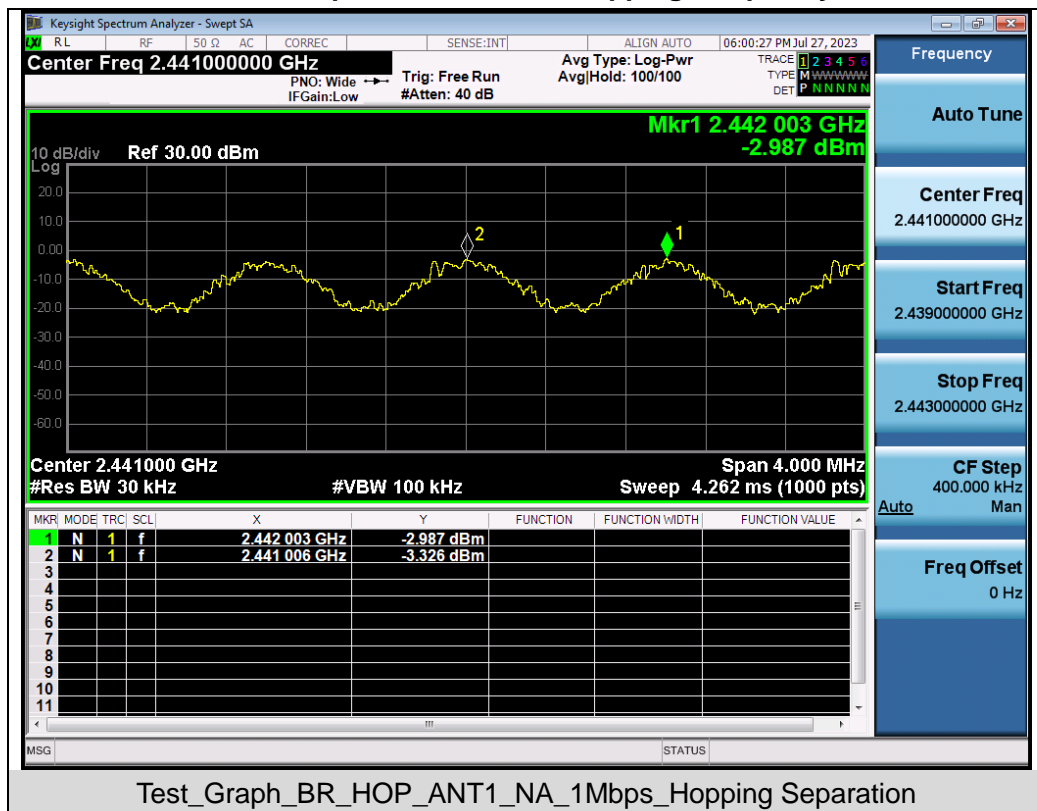 Keysight Spectrum Analyzer - Swept SA
LXI RL RF 50 Ω AC CORREC SENSE:INT ALIGN AUTO 06:00:27 PM Jul 27, 2023
Center Freq 2.441000000 GHz
PNO: Wide
IFGain:Low
Trig: Free Run
#Atten: 40 dB
Avg Type: Log-Pwr
Avg|Hold: 100/100
TRACE 1 2 3 4 5 6
TYPE M WWWWW
DET P N N N N N
Mkr1 2.442 003 GHz
-2.987 dBm
10 dB/div Ref 30.00 dBm
Log
20.0
10.0
0.00
-10.0
-20.0
-30.0
-40.0
-50.0
-60.0
2
1
Center 2.441000 GHz Span 4.000 MHz
#Res BW 30 kHz #VBW 100 kHz Sweep 4.262 ms (1000 pts)
MKR MODE TRC SCL X Y FUNCTION FUNCTION WIDTH FUNCTION VALUE
1 N 1 f 2.442 003 GHz -2.987 dBm
2 N 1 f 2.441 006 GHz -3.326 dBm
3
4
5
6
7
8
9
10
11
MSG STATUS
Frequency
Auto Tune
Center Freq
2.441000000 GHz
Start Freq
2.439000000 GHz
Stop Freq
2.443000000 GHz
CF Step
400.000 kHz
Auto Man
Freq Offset
0 Hz
Test_Graph_BR_HOP_ANT1_NA_1Mbps_Hopping Separation